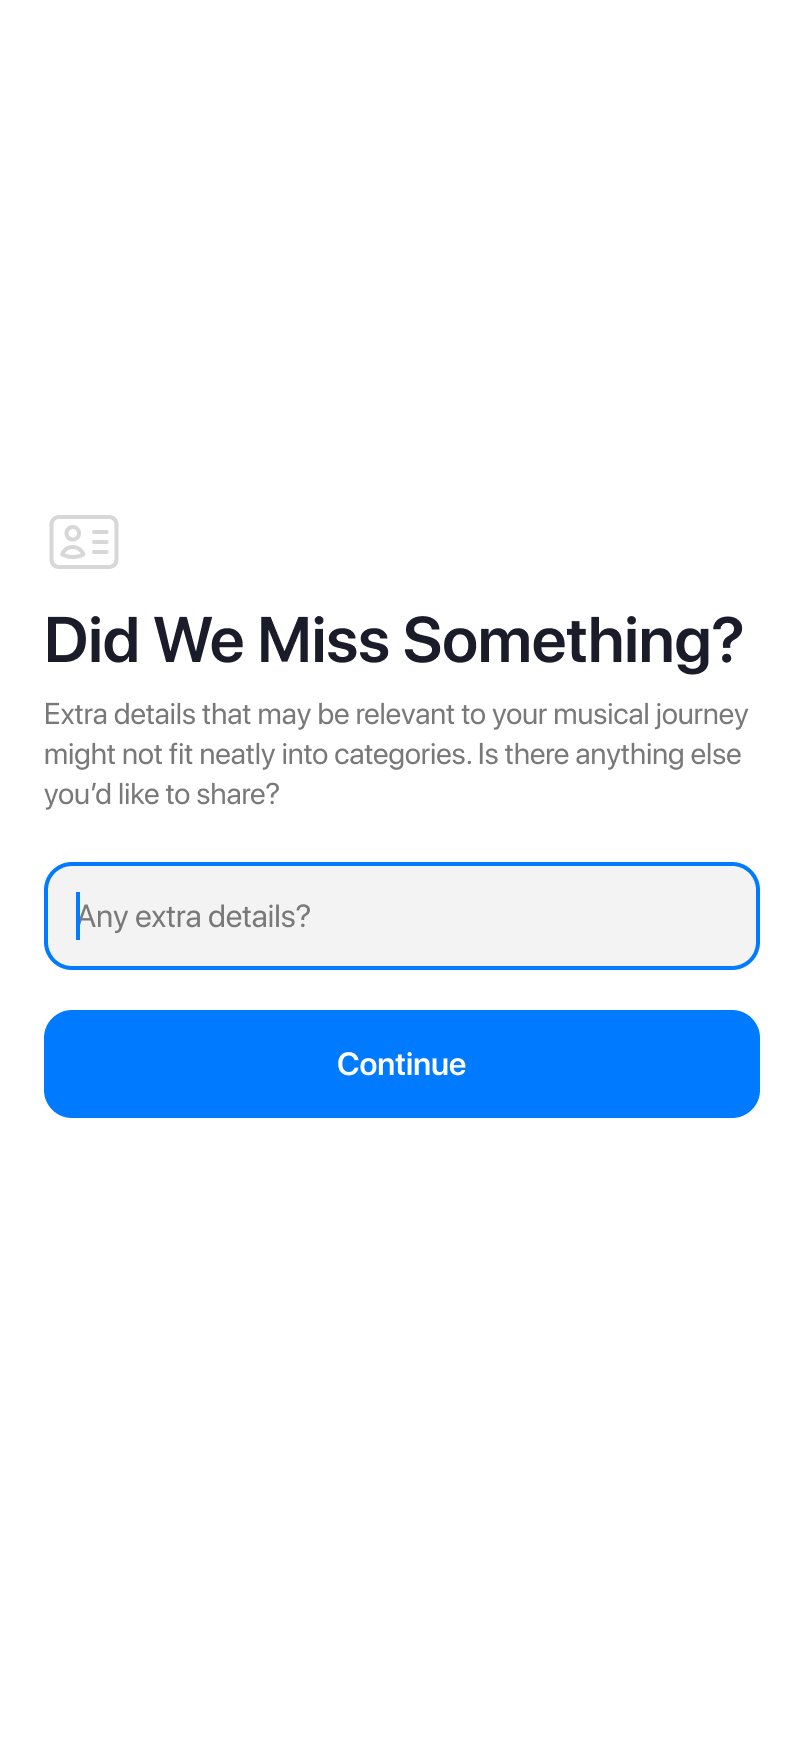 Did We Miss Something?
Extra details that may be relevant to your musical journey
might not fit neatly into categories. Is there anything else
you’d like to share?
Any extra details?
Continue